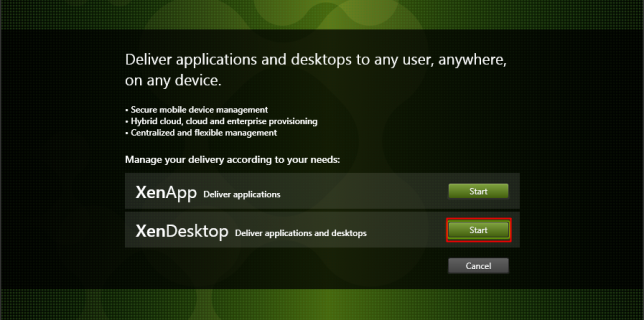 Deliver applications and desktops to any user, anywhere,
on any device.
• Secure mobile device management
• Hybrid cloud, cloud and enterprise provisioning
• Centralized and flexible management
Manage your delivery according to your needs:
XenApp Deliver applications Start
XenDesktop Deliver applications and desktops Start
Cancel